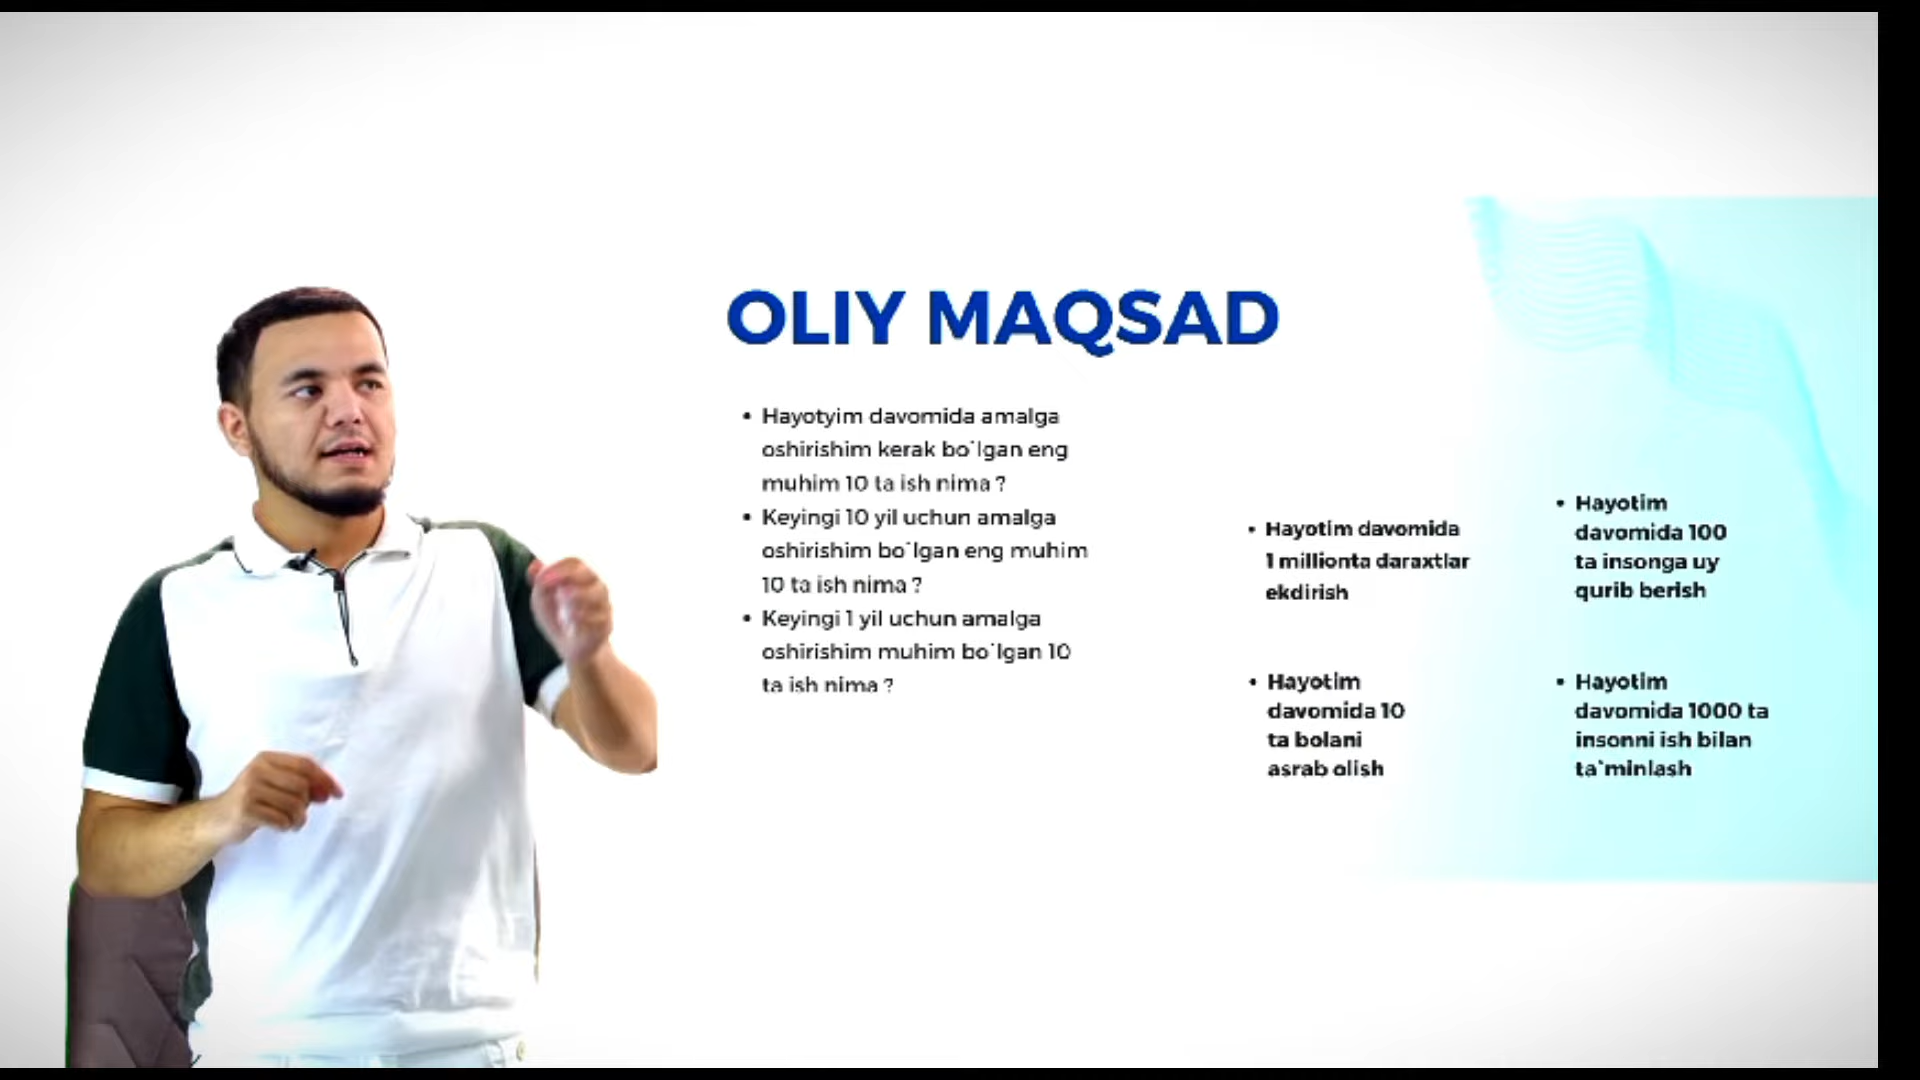 OLIY MAQSAD
• Hayotyim davomida amalga
oshirishim kerak bo`lgan eng
muhim 10 ta ish nima ?
• Keyingi 10 yil uchun amalga
oshirishim bo`lgan eng muhim
10 ta ish nima ?
• Keyingi 1 yil uchun amalga
oshirishim muhim bo`lgan 10
ta ish nima ?
• Hayotim davomida
1 millionta daraxtlar
ekdirish
• Hayotim
davomida 100
ta insonga uy
qurib berish
• Hayotim
davomida 10
ta bolani
asrab olish
• Hayotim
davomida 1000 ta
insonni ish bilan
ta`minlash